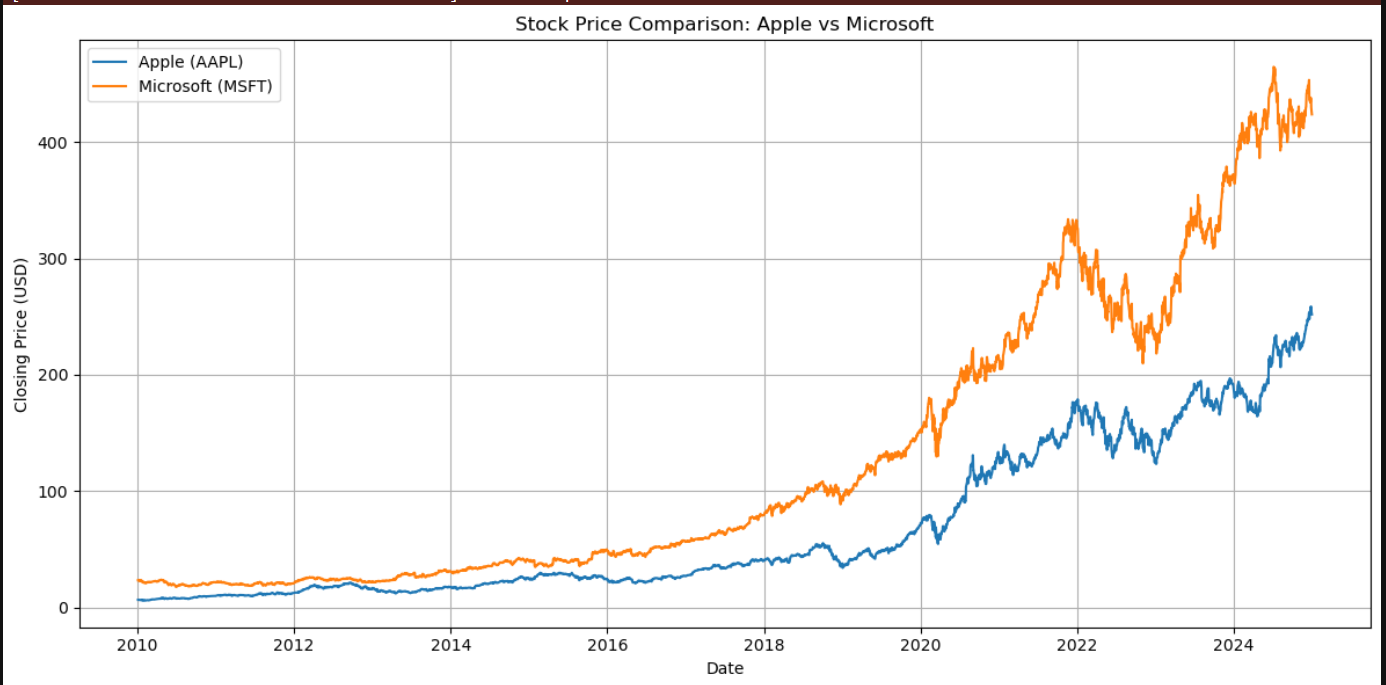 Stock Price Comparison: Apple vs Microsoft
Apple (AAPL)
Microsoft (MSFT)
Closing Price (USD)
400
300
200
100
0
2010 2012 2014 2016 2018 2020 2022 2024
Date